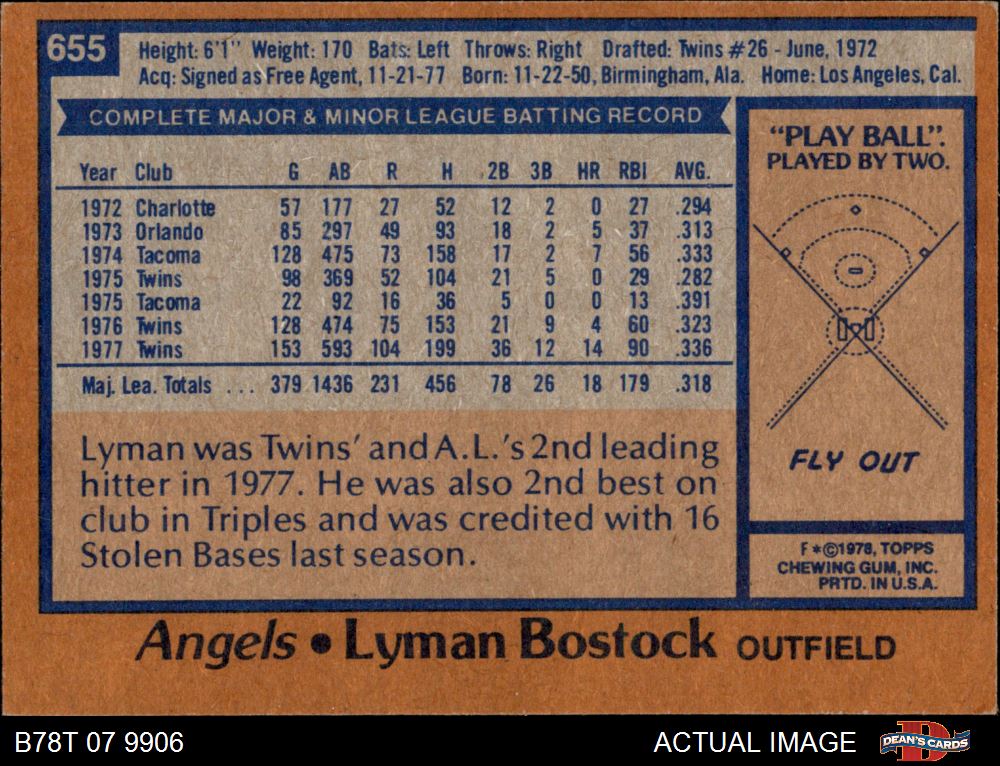 655
Height: 6'1" Weight: 170 Bats: Left Throws: Right Drafted: Twins #26 - June, 1972
Acq: Signed as Free Agent, 11-21-77 Born: 11-22-50, Birmingham, Ala. Home: Los Angeles, Cal.
COMPLETE MAJOR & MINOR LEAGUE BATTING RECORD
Year Club G AB R H 2B 3B HR RBI AVG.
1972 Charlotte 57 177 27 52 12 2 0 27 .294
1973 Orlando 85 297 49 93 18 2 5 37 .313
1974 Tacoma 128 475 73 158 17 2 7 56 .333
1975 Twins 98 369 52 104 21 5 0 29 .282
1975 Tacoma 22 92 16 36 5 0 0 13 .391
1976 Twins 128 474 75 153 21 9 4 60 .323
1977 Twins 153 593 104 199 36 12 14 90 .336
Maj. Lea. Totals ... 379 1436 231 456 78 26 18 179 .318
Lyman was Twins' and A.L.'s 2nd leading
hitter in 1977. He was also 2nd best on
club in Triples and was credited with 16
Stolen Bases last season.
"PLAY BALL".
PLAYED BY TWO.
FLY OUT
F*©1978, TOPPS
CHEWING GUM, INC.
PRTD. IN U.S.A.
Angels • Lyman Bostock OUTFIELD
B78T 07 9906
ACTUAL IMAGE
D
DEAN'S CARDS